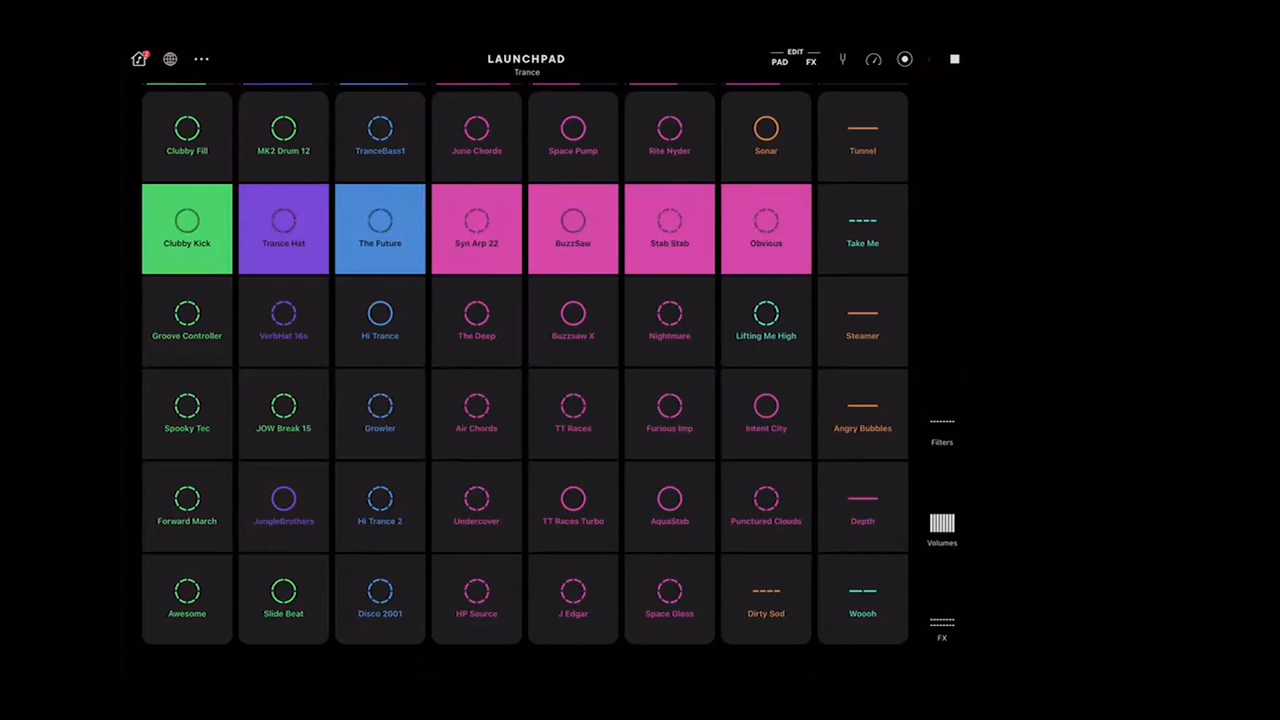 2
LAUNCHPAD
Trance
EDIT
PAD FX
Clubby Fill
MK2 Drum 12
TranceBass1
Juno Chords
Space Pump
Rite Nyder
Sonar
Tunnel
Clubby Kick
Trance Hat
The Future
Syn Arp 22
BuzzSaw
Stab Stab
Obvious
Take Me
Groove Controller
VerbHat 16s
Hi Trance
The Deep
Buzzsaw X
Nightmare
Lifting Me High
Steamer
Spooky Tec
JOW Break 15
Growler
Air Chords
TT Races
Furious Imp
Intent City
Angry Bubbles
Filters
Forward March
JungleBrothers
Hi Trance 2
Undercover
TT Races Turbo
AquaStab
Punctured Clouds
Depth
Volumes
Awesome
Slide Beat
Disco 2001
HP Source
J Edgar
Space Gloss
Dirty Sod
Woooh
FX